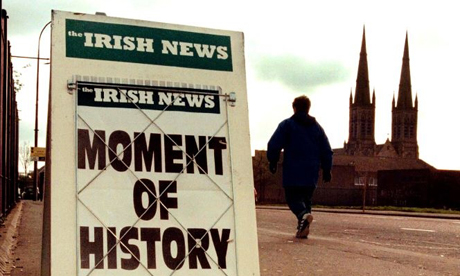 the IRISH NEWS
the IRISH NEWS
MOMENT
OF
HISTORY